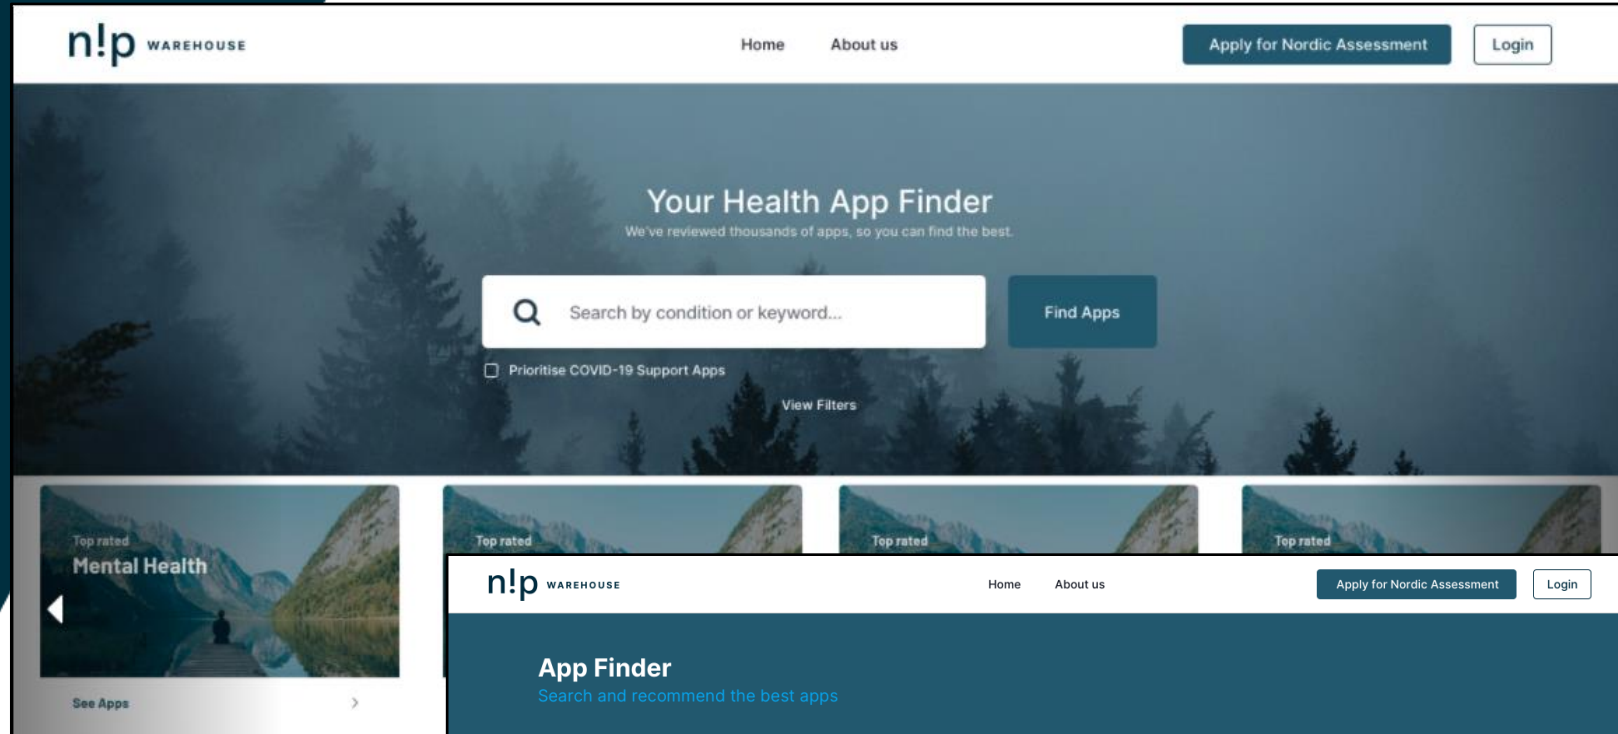 n!p WAREHOUSE
Home
About us
Apply for Nordic Assessment
Login
Your Health App Finder
We've reviewed thousands of apps, so you can find the best.
Search by condition or keyword...
Find Apps
Prioritise COVID-19 Support Apps
View Filters
Top rated
Mental Health
See Apps
Top rated
Top rated
Top rated
n!p WAREHOUSE
Home
About us
Apply for Nordic Assessment
Login
App Finder
Search and recommend the best apps